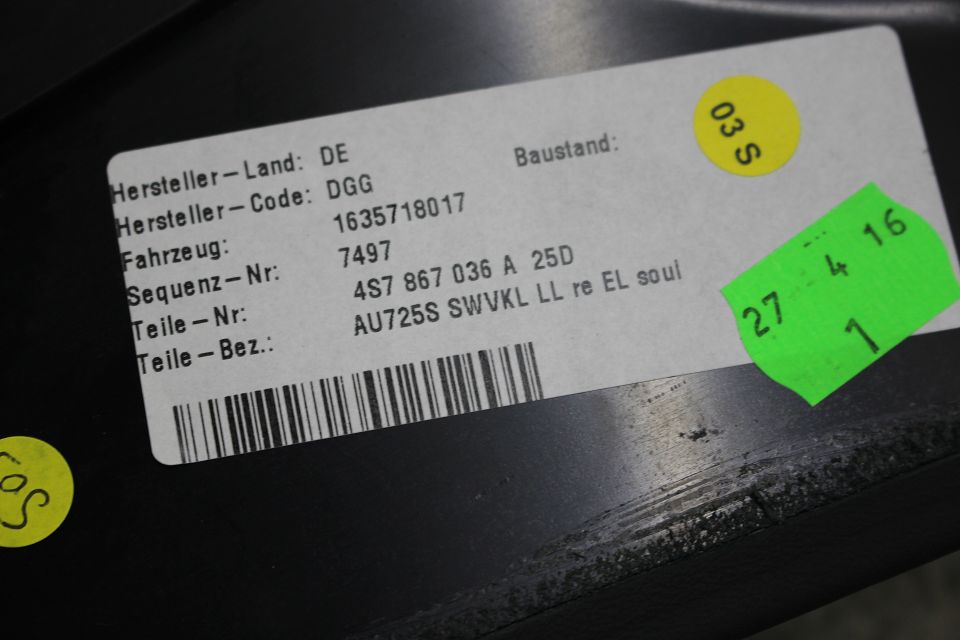 Hersteller-Land: DE
Hersteller-Code: DGG
Baustand:
Fahrzeug: 1635718017
Sequenz-Nr: 7497
Teile-Nr: 4S7 867 036 A 25D
Teile-Bez.: AU725S SWVKL LL re EL soul
03 S
27 4 16
1